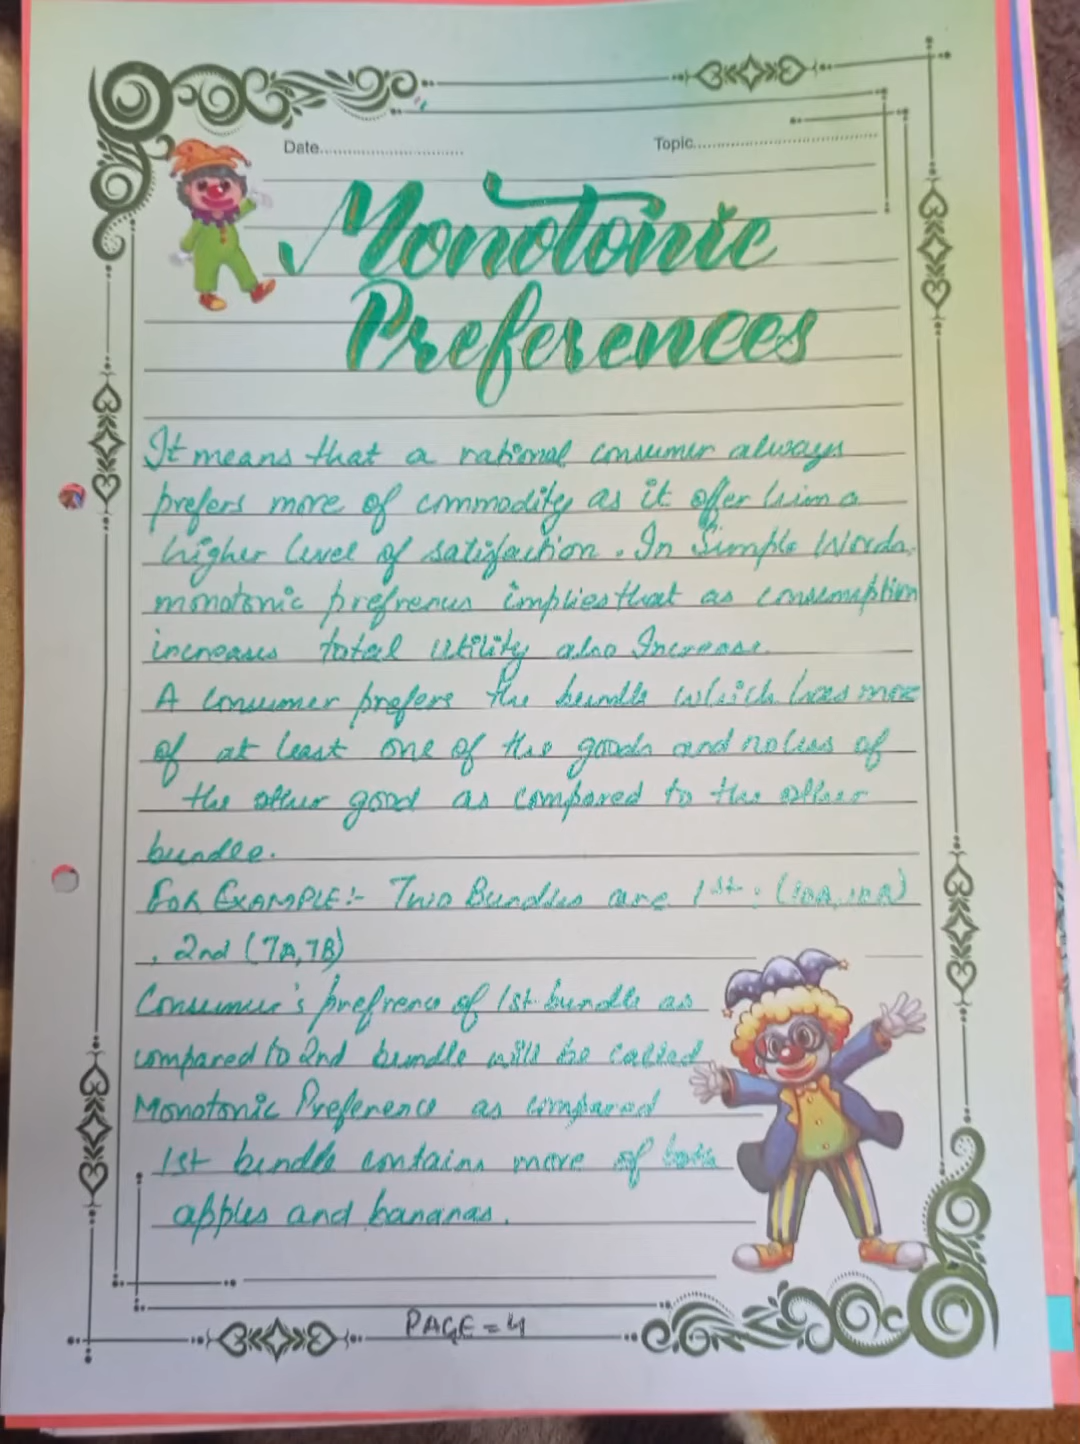 Date
Topic
Monotonic
Preferences
It means that a rational consumer always
prefers more of commodity as it offer him a
higher level of satisfaction. In Simple Words,
monotonic prefrences implies that as consumption
increases total utility also Increase.
A consumer prefers the bundle which has more
of at least one of the goods and no less of
the other good as compared to the other
bundle.
FOR EXAMPLE:- Two Bundles are 1st :
, 2nd (7A,7B)
Consumer's prefrence of 1st bundle as
compared to 2nd bundle will be called
Monotonic Preference as compared
1st bundle contains more of both
apples and bananas.
PAGE = 4